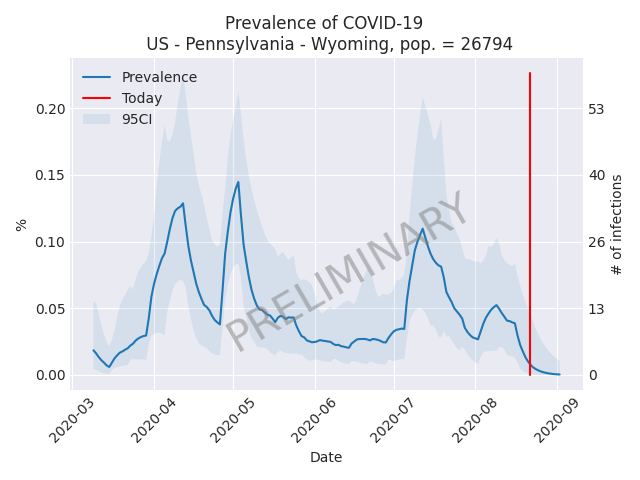 Prevalence of COVID-19
US - Pennsylvania - Wyoming, pop. = 26794
Prevalence
Today
95CI
PRELIMINARY
%
0.20
0.15
0.10
0.05
0.00
53
40
26
13
0
# of infections
2020-03
2020-04
2020-05
2020-06
2020-07
2020-08
2020-09
Date